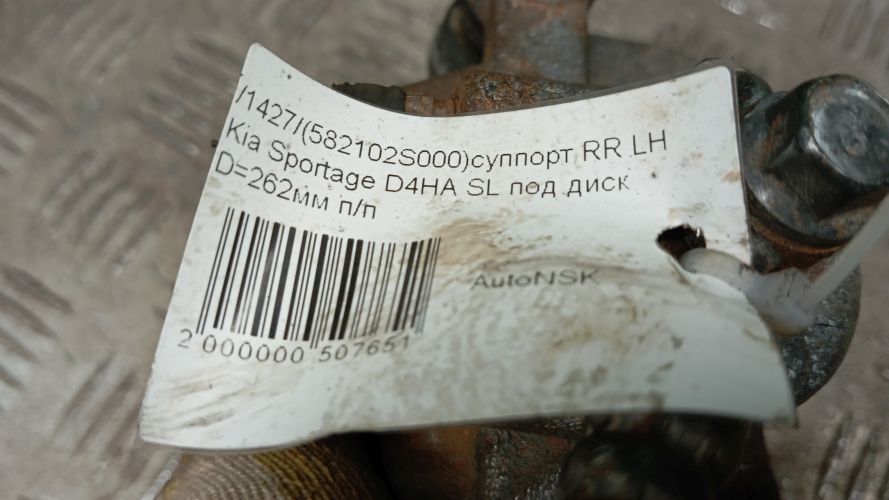 /1427/(582102S000)суппорт RR LH
Kia Sportage D4HA SL под диск
D=262мм п/п
AutoNSK
2 000000 507651